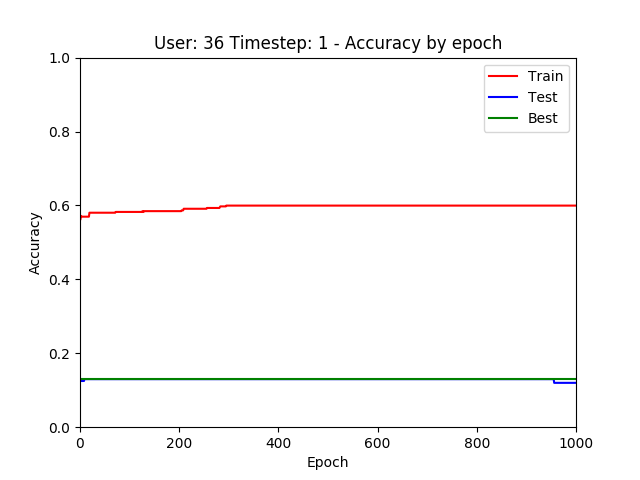 User: 36 Timestep: 1 - Accuracy by epoch
1.0
0.8
0.6
0.4
0.2
0.0
Accuracy
Train
Test
Best
0 200 400 600 800 1000
Epoch